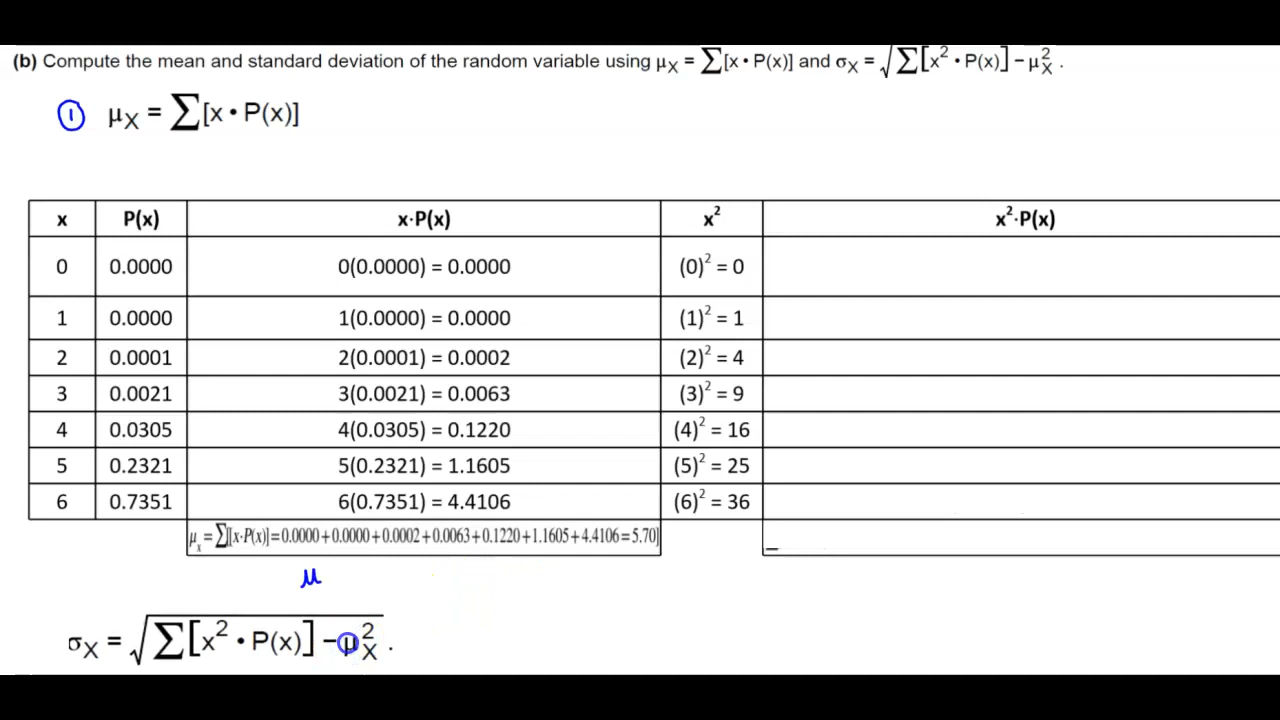 (b) Compute the mean and standard deviation of the random variable using μX = ∑[x • P(x)] and σX = √∑[x² • P(x)] − μX² .
① μX = ∑[x • P(x)]
x P(x) x·P(x) x² x²·P(x)
0 0.0000 0(0.0000) = 0.0000 (0)² = 0
1 0.0000 1(0.0000) = 0.0000 (1)² = 1
2 0.0001 2(0.0001) = 0.0002 (2)² = 4
3 0.0021 3(0.0021) = 0.0063 (3)² = 9
4 0.0305 4(0.0305) = 0.1220 (4)² = 16
5 0.2321 5(0.2321) = 1.1605 (5)² = 25
6 0.7351 6(0.7351) = 4.4106 (6)² = 36
μx = ∑[x·P(x)] = 0.0000 + 0.0000 + 0.0002 + 0.0063 + 0.1220 + 1.1605 + 4.4106 = 5.70]
μ
σX = √∑[x² • P(x)] − μX² .